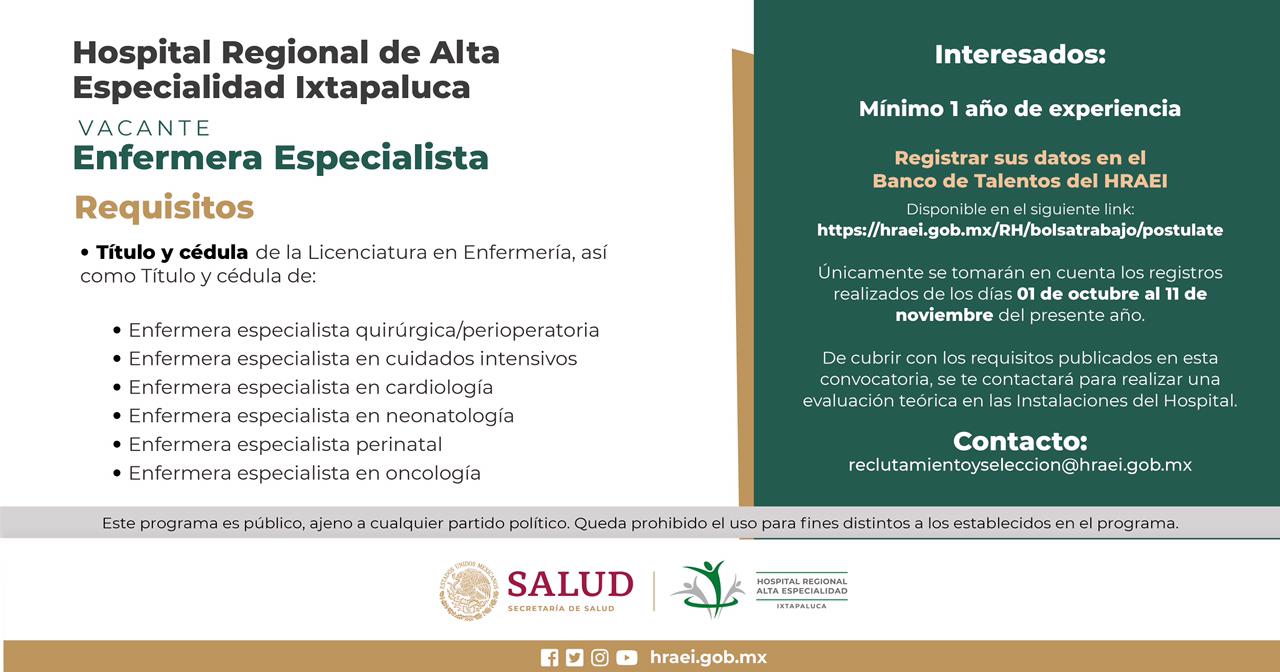 Hospital Regional de Alta
Especialidad Ixtapaluca
VACANTE
Enfermera Especialista
Requisitos
• Título y cédula de la Licenciatura en Enfermería, así
como Título y cédula de:
• Enfermera especialista quirúrgica/perioperatoria
• Enfermera especialista en cuidados intensivos
• Enfermera especialista en cardiología
• Enfermera especialista en neonatología
• Enfermera especialista perinatal
• Enfermera especialista en oncología
Interesados:
Mínimo 1 año de experiencia
Registrar sus datos en el
Banco de Talentos del HRAEI
Disponible en el siguiente link:
https://hraei.gob.mx/RH/bolsatrabajo/postulate
Únicamente se tomarán en cuenta los registros
realizados de los días 01 de octubre al 11 de
noviembre del presente año.
De cubrir con los requisitos publicados en esta
convocatoria, se te contactará para realizar una
evaluación teórica en las Instalaciones del Hospital.
Contacto:
reclutamientoyseleccion@hraei.gob.mx
Este programa es público, ajeno a cualquier partido político. Queda prohibido el uso para fines distintos a los establecidos en el programa.
ESTADOS UNIDOS MEXICANOS
SALUD
SECRETARÍA DE SALUD
HOSPITAL REGIONAL
ALTA ESPECIALIDAD
IXTAPALUCA
hraei.gob.mx